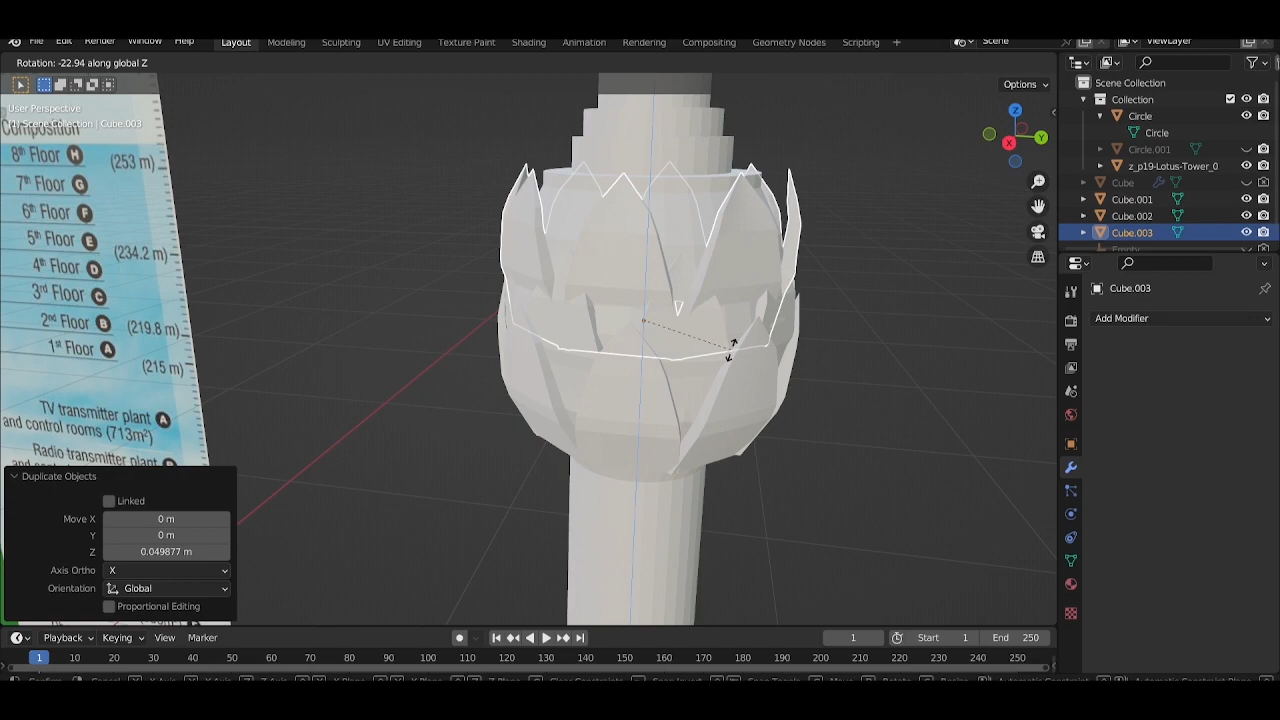 File Edit Render Window Help
Layout Modeling Sculpting UV Editing Texture Paint Shading Animation Rendering Compositing Geometry Nodes Scripting +
Scene
ViewLayer
Rotation: -22.94 along global Z
Options
User Perspective
(1) Scene Collection | Cube.003
Composition
8th Floor H (253 m)
7th Floor G
6th Floor F
5th Floor E (234.2 m)
4th Floor D
3rd Floor C
2nd Floor B (219.8 m)
1st Floor A (215 m)
TV transmitter plant A
and control rooms (713m²)
Radio transmitter plant
Z
Y
X
Scene Collection
Collection
Circle
Circle
Circle.001
z_p19-Lotus-Tower_0
Cube
Cube.001
Cube.002
Cube.003
Empty
Cube.003
Add Modifier
Duplicate Objects
Linked
Move X 0 m
Y 0 m
Z 0.049877 m
Axis Ortho X
Orientation Global
Proportional Editing
Playback Keying View Marker
1 Start 1 End 250
1 10 20 30 40 50 60 70 80 90 100 110 120 130 140 150 160 170 180 190 200 210 220 230 240 250